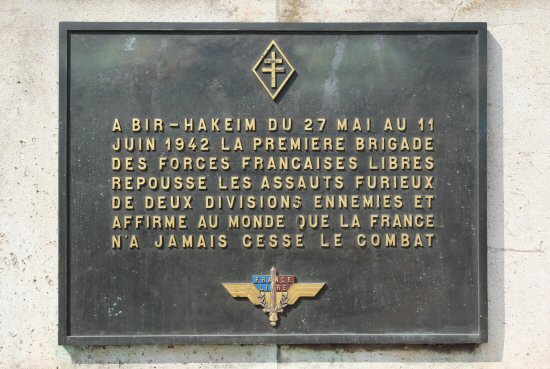 A BIR-HAKEIM DU 27 MAI AU 11
JUIN 1942 LA PREMIERE BRIGADE
DES FORCES FRANCAISES LIBRES
REPOUSSE LES ASSAUTS FURIEUX
DE DEUX DIVISIONS ENNEMIES ET
AFFIRME AU MONDE QUE LA FRANCE
N'A JAMAIS CESSE LE COMBAT
FRANCE
LIBRE